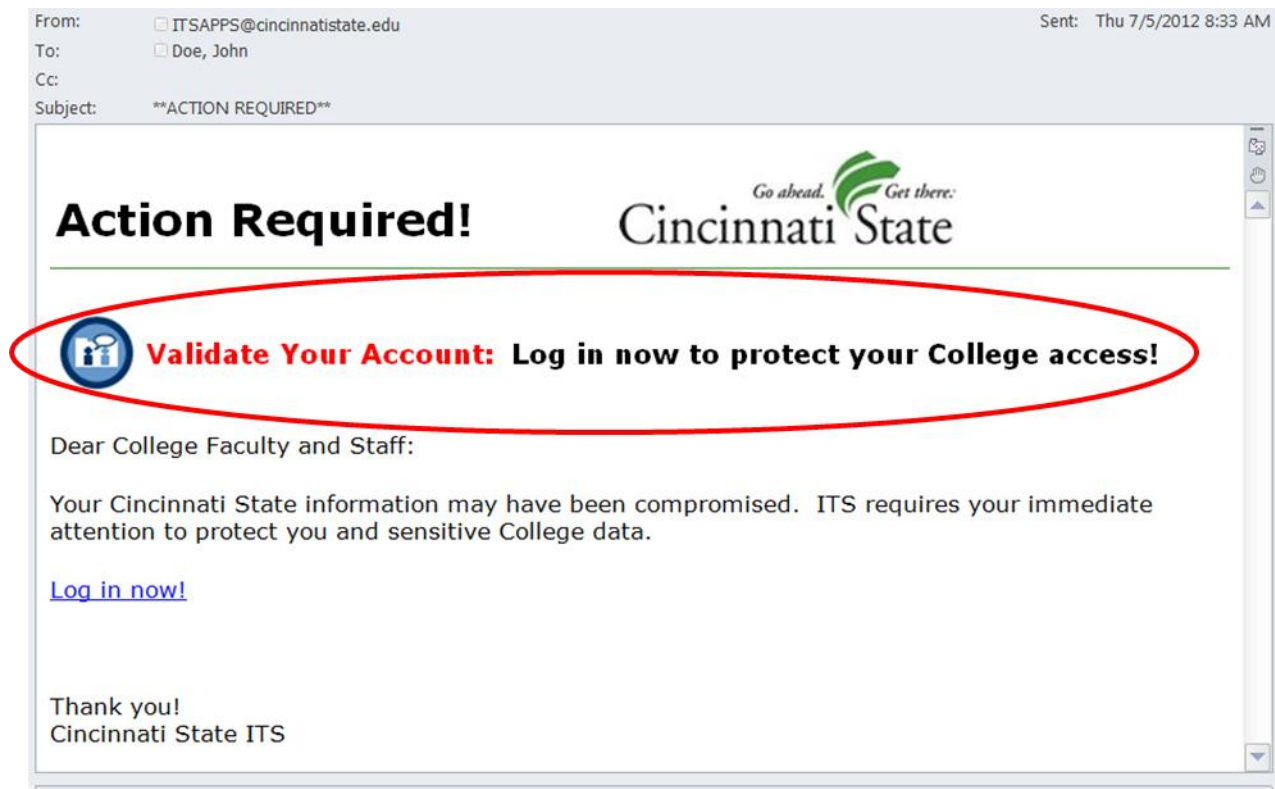 From: ITSAPPS@cincinnatistate.edu Sent: Thu 7/5/2012 8:33 AM
To: Doe, John
Cc:
Subject: **ACTION REQUIRED**
Go ahead. Get there.
Action Required! Cincinnati State
Validate Your Account: Log in now to protect your College access!
Dear College Faculty and Staff:
Your Cincinnati State information may have been compromised. ITS requires your immediate
attention to protect you and sensitive College data.
Log in now!
Thank you!
Cincinnati State ITS